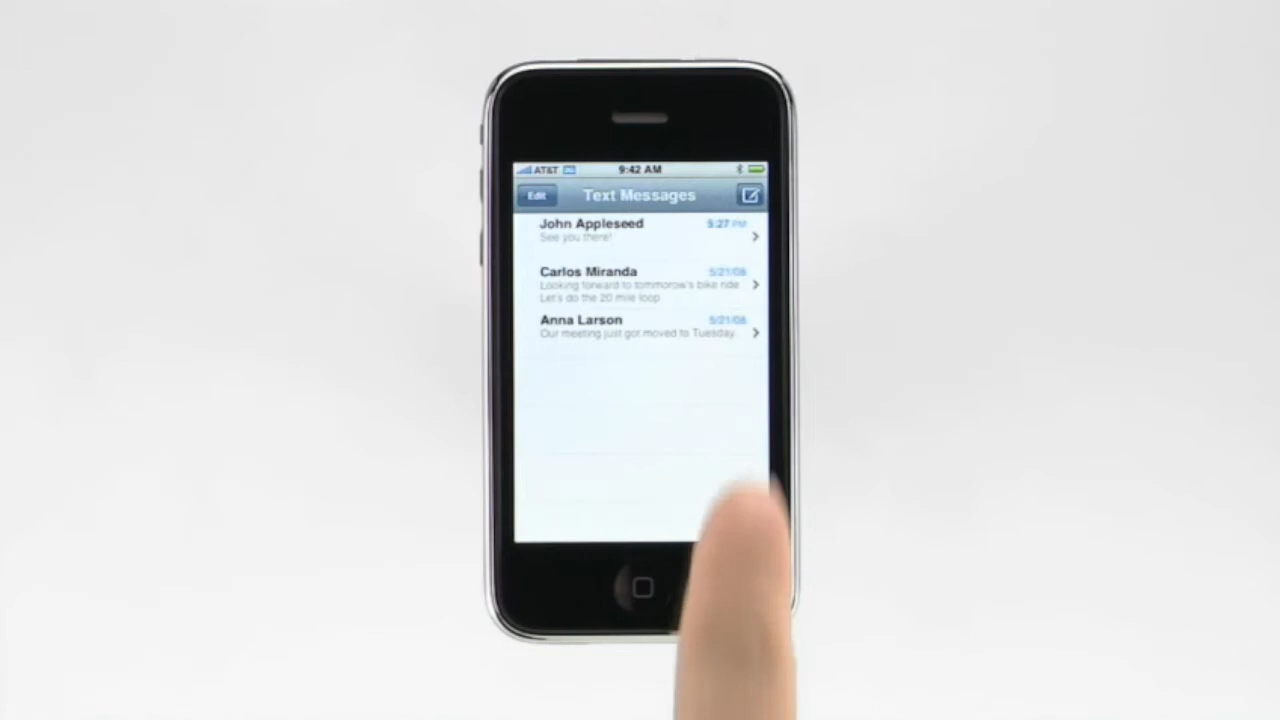 AT&T 3G 9:42 AM
Edit Text Messages
John Appleseed 5:27 PM
See you there!
Carlos Miranda 5/21/08
Looking forward to tommorow's bike ride
Let's do the 20 mile loop
Anna Larson 5/21/08
Our meeting just got moved to Tuesday.